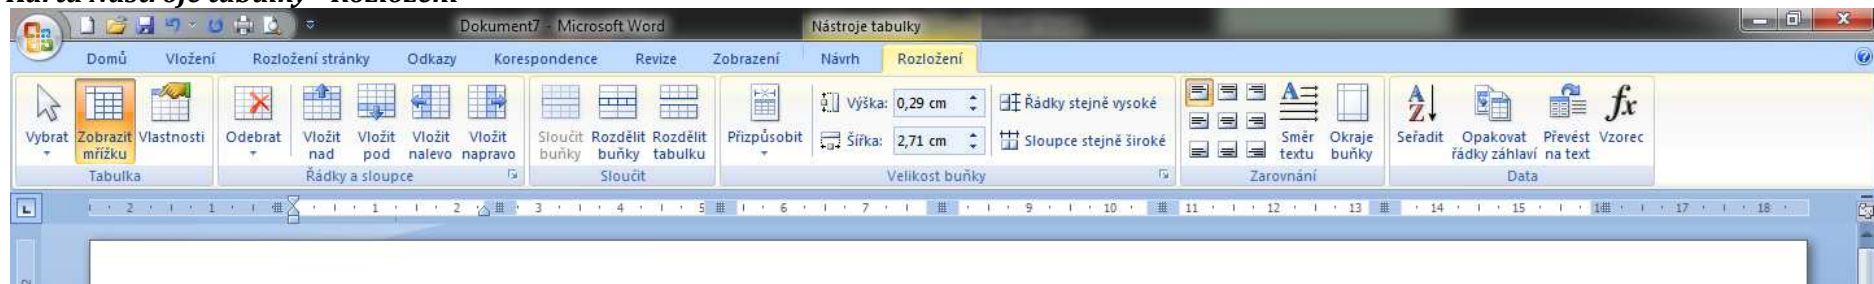 Karta Nástroje tabulky - Rozložení
Dokument7 - Microsoft Word
Nástroje tabulky
Domů Vložení Rozložení stránky Odkazy Korespondence Revize Zobrazení Návrh Rozložení
Vybrat
Zobrazit mřížku
Vlastnosti
Tabulka
Odebrat
Vložit nad
Vložit pod
Vložit nalevo
Vložit napravo
Řádky a sloupce
Sloučit buňky
Rozdělit buňky
Rozdělit tabulku
Sloučit
Přizpůsobit
Výška: 0,29 cm
Šířka: 2,71 cm
Řádky stejně vysoké
Sloupce stejně široké
Velikost buňky
Směr textu
Okraje buňky
Zarovnání
Seřadit
Opakovat řádky záhlaví
Převést na text
Vzorec
Data
2 1 1 2 3 4 5 6 7 9 10 11 12 13 14 15 17 18
2